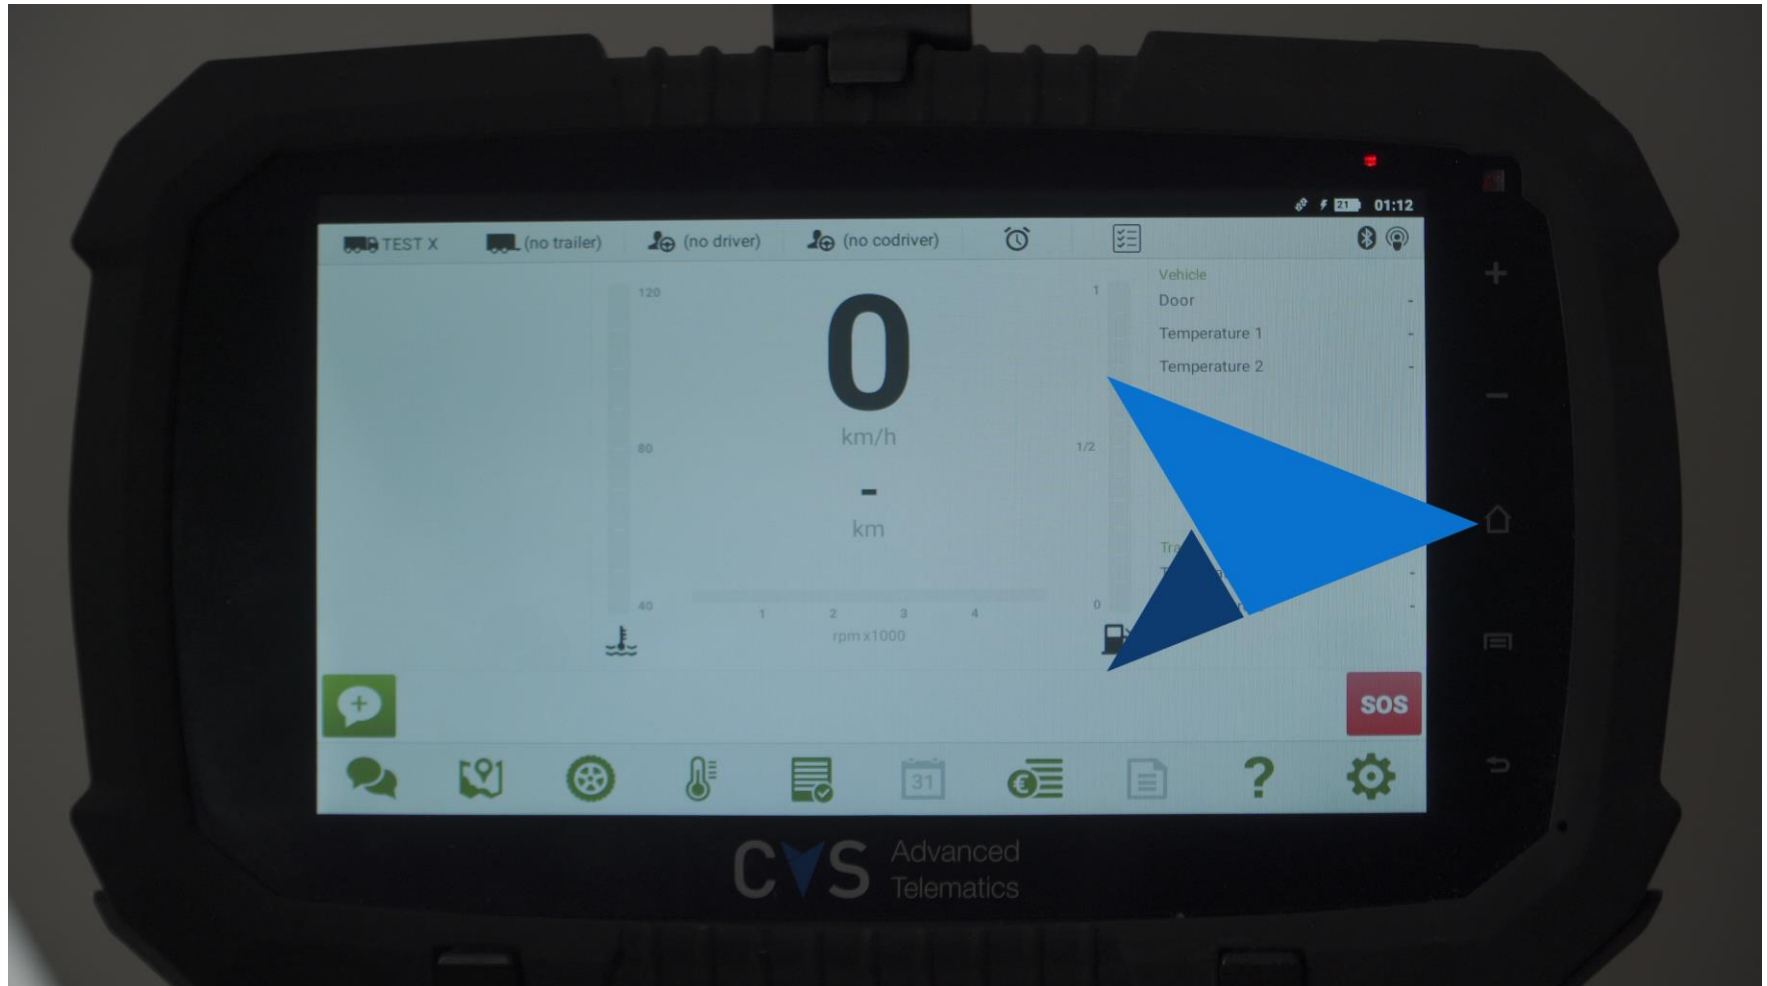 21 01:12
TEST X (no trailer) (no driver) (no codriver)
Vehicle
Door -
Temperature 1 -
Temperature 2 -
120
80
40
0
km/h
-
km
1 2 3 4
rpm x1000
1
1/2
0
SOS
31
CVS Advanced
Telematics